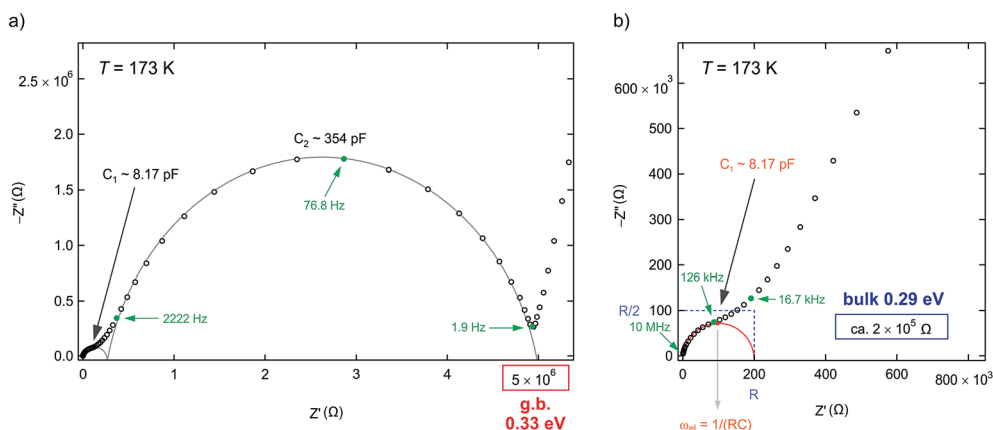 a)
T = 173 K
2.5 × 10⁶
2.0
1.5
1.0
0.5
0.0
−Z″(Ω)
C₁ ~ 8.17 pF
C₂ ~ 354 pF
76.8 Hz
2222 Hz
1.9 Hz
0
1
2
3
4
5 × 10⁶
Z′ (Ω)
g.b.
0.33 eV
b)
T = 173 K
600 × 10³
600
400
300
200
100
0
−Z″(Ω)
C₁ ~ 8.17 pF
126 kHz
16.7 kHz
R/2
10 MHz
bulk 0.29 eV
ca. 2 × 10⁵ Ω
R
0
200
400
600
800 × 10³
Z′ (Ω)
ω_el = 1/(RC)